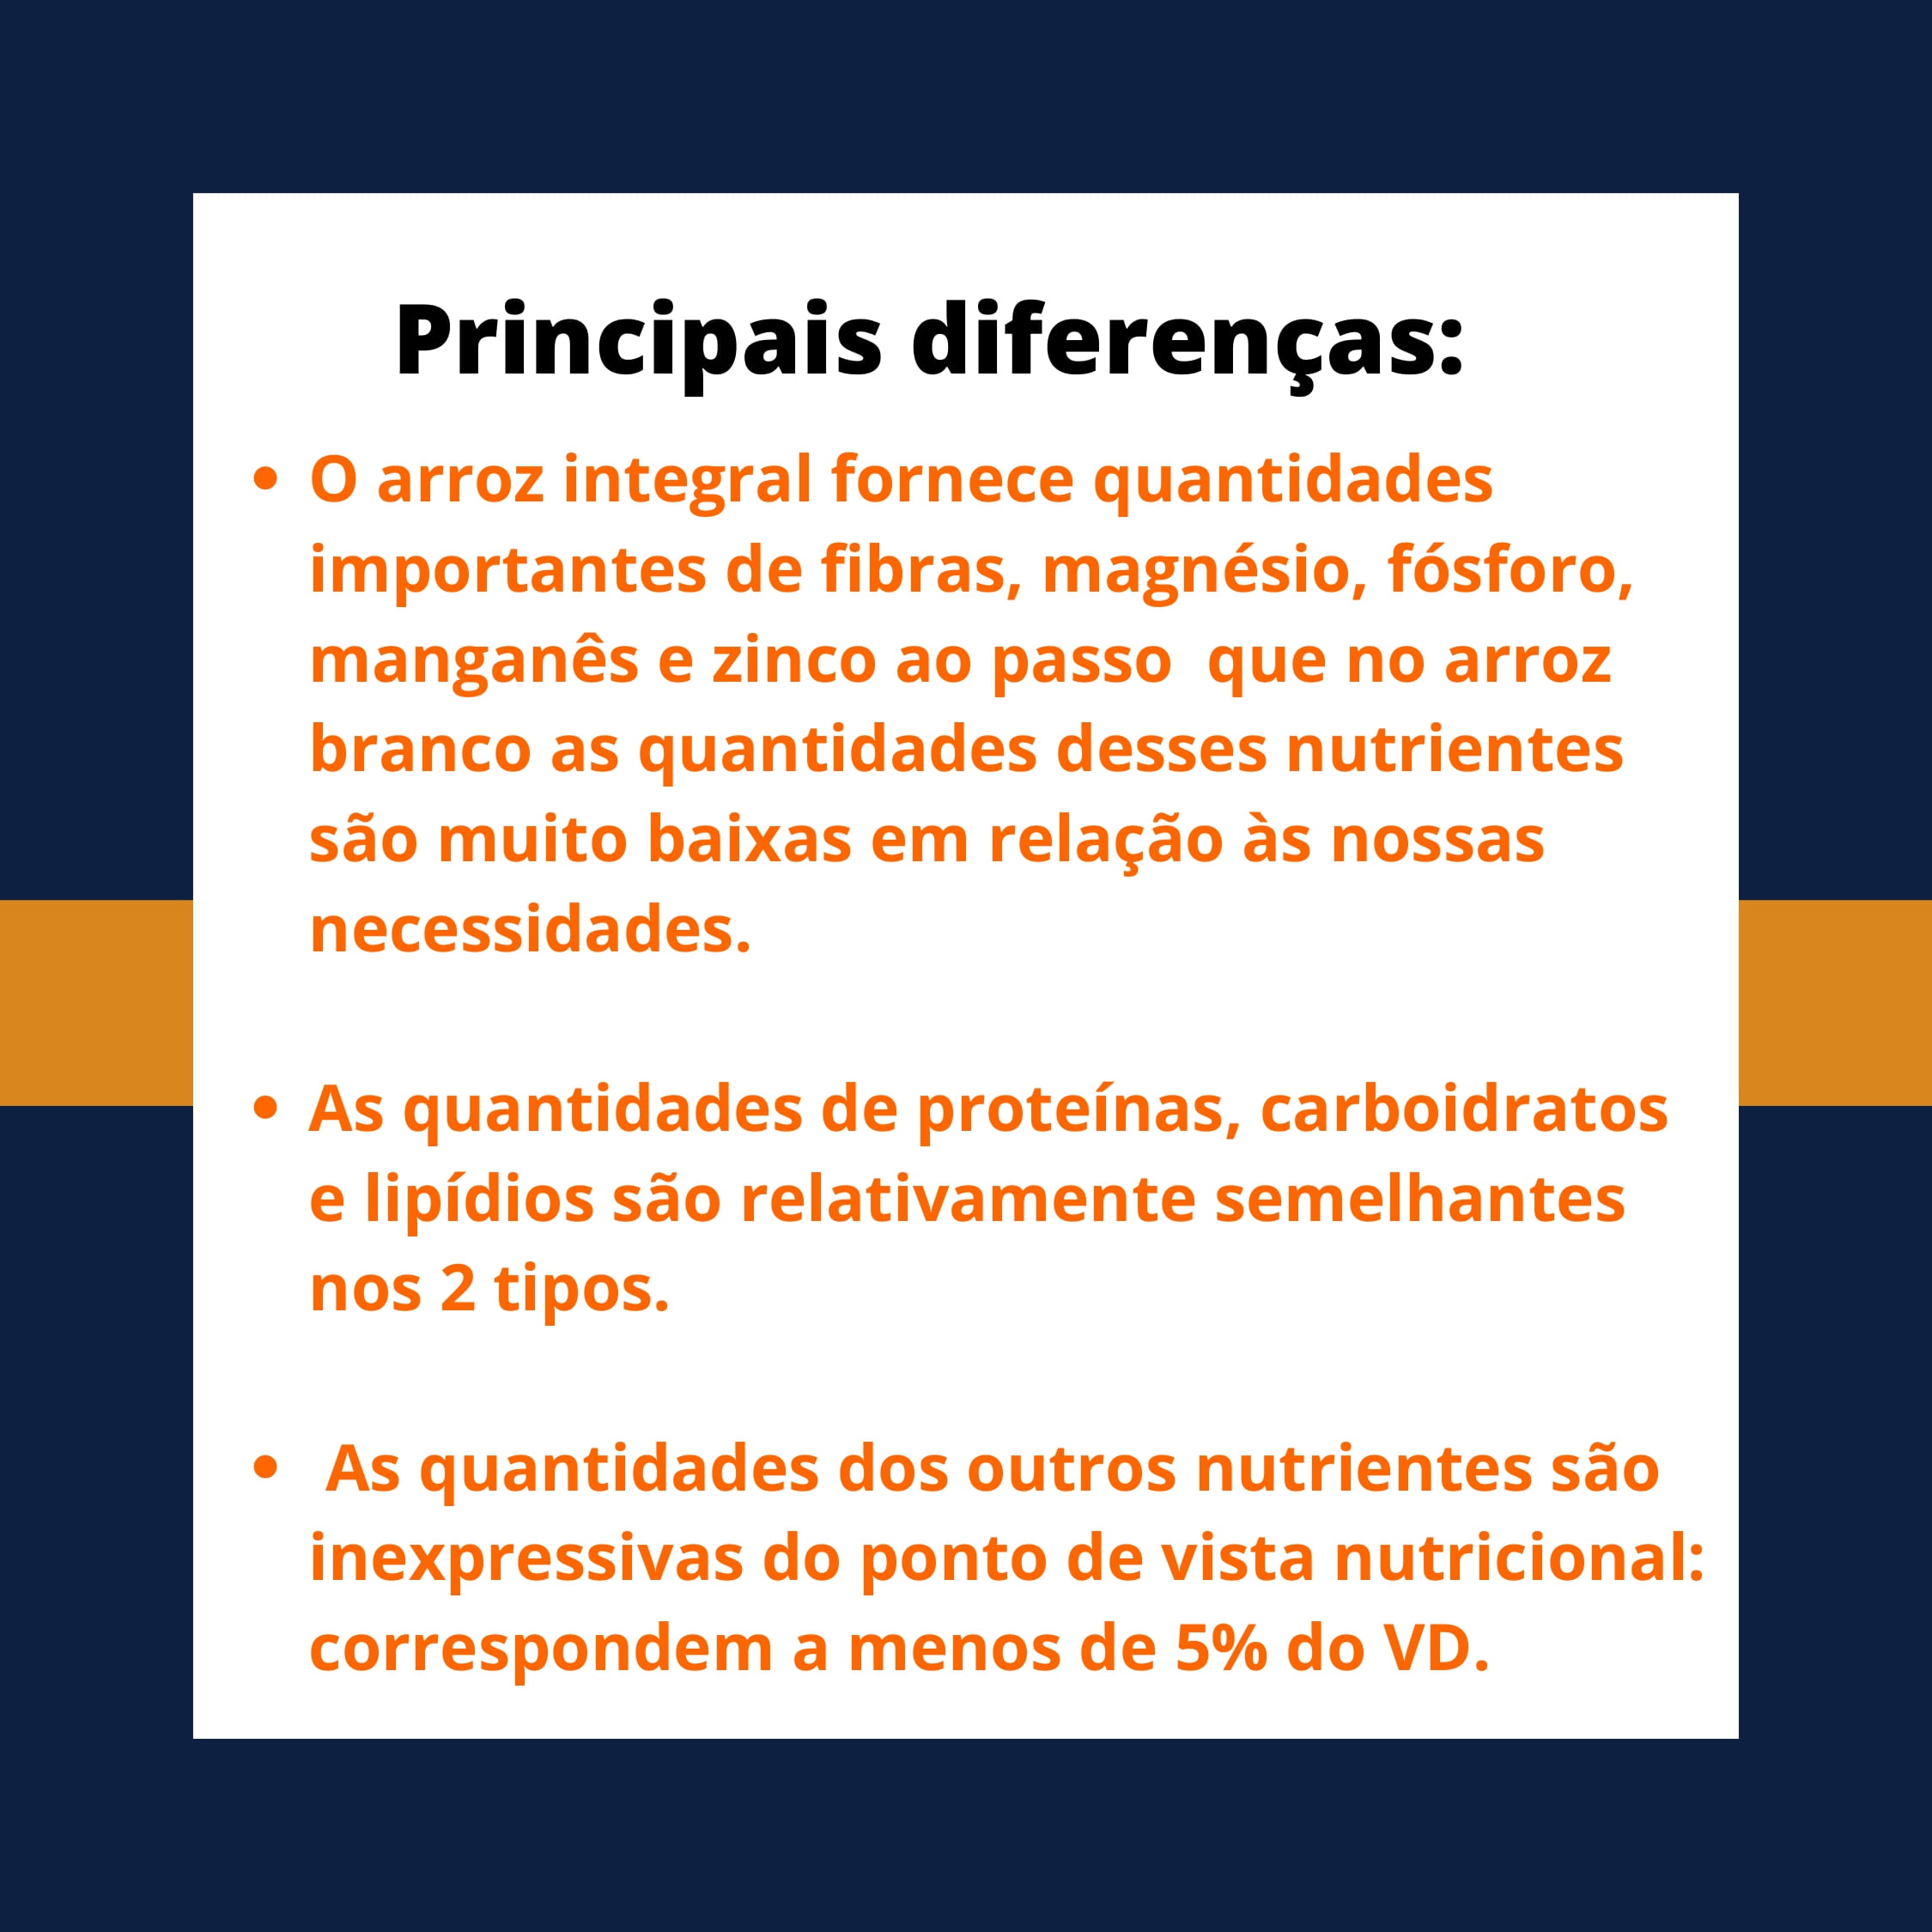 Principais diferenças:
• O arroz integral fornece quantidades
importantes de fibras, magnésio, fósforo,
manganês e zinco ao passo  que no arroz
branco as quantidades desses nutrientes
são muito baixas em relação às nossas
necessidades.
• As quantidades de proteínas, carboidratos
e lipídios são relativamente semelhantes
nos 2 tipos.
•  As quantidades dos outros nutrientes são
inexpressivas do ponto de vista nutricional:
correspondem a menos de 5% do VD.